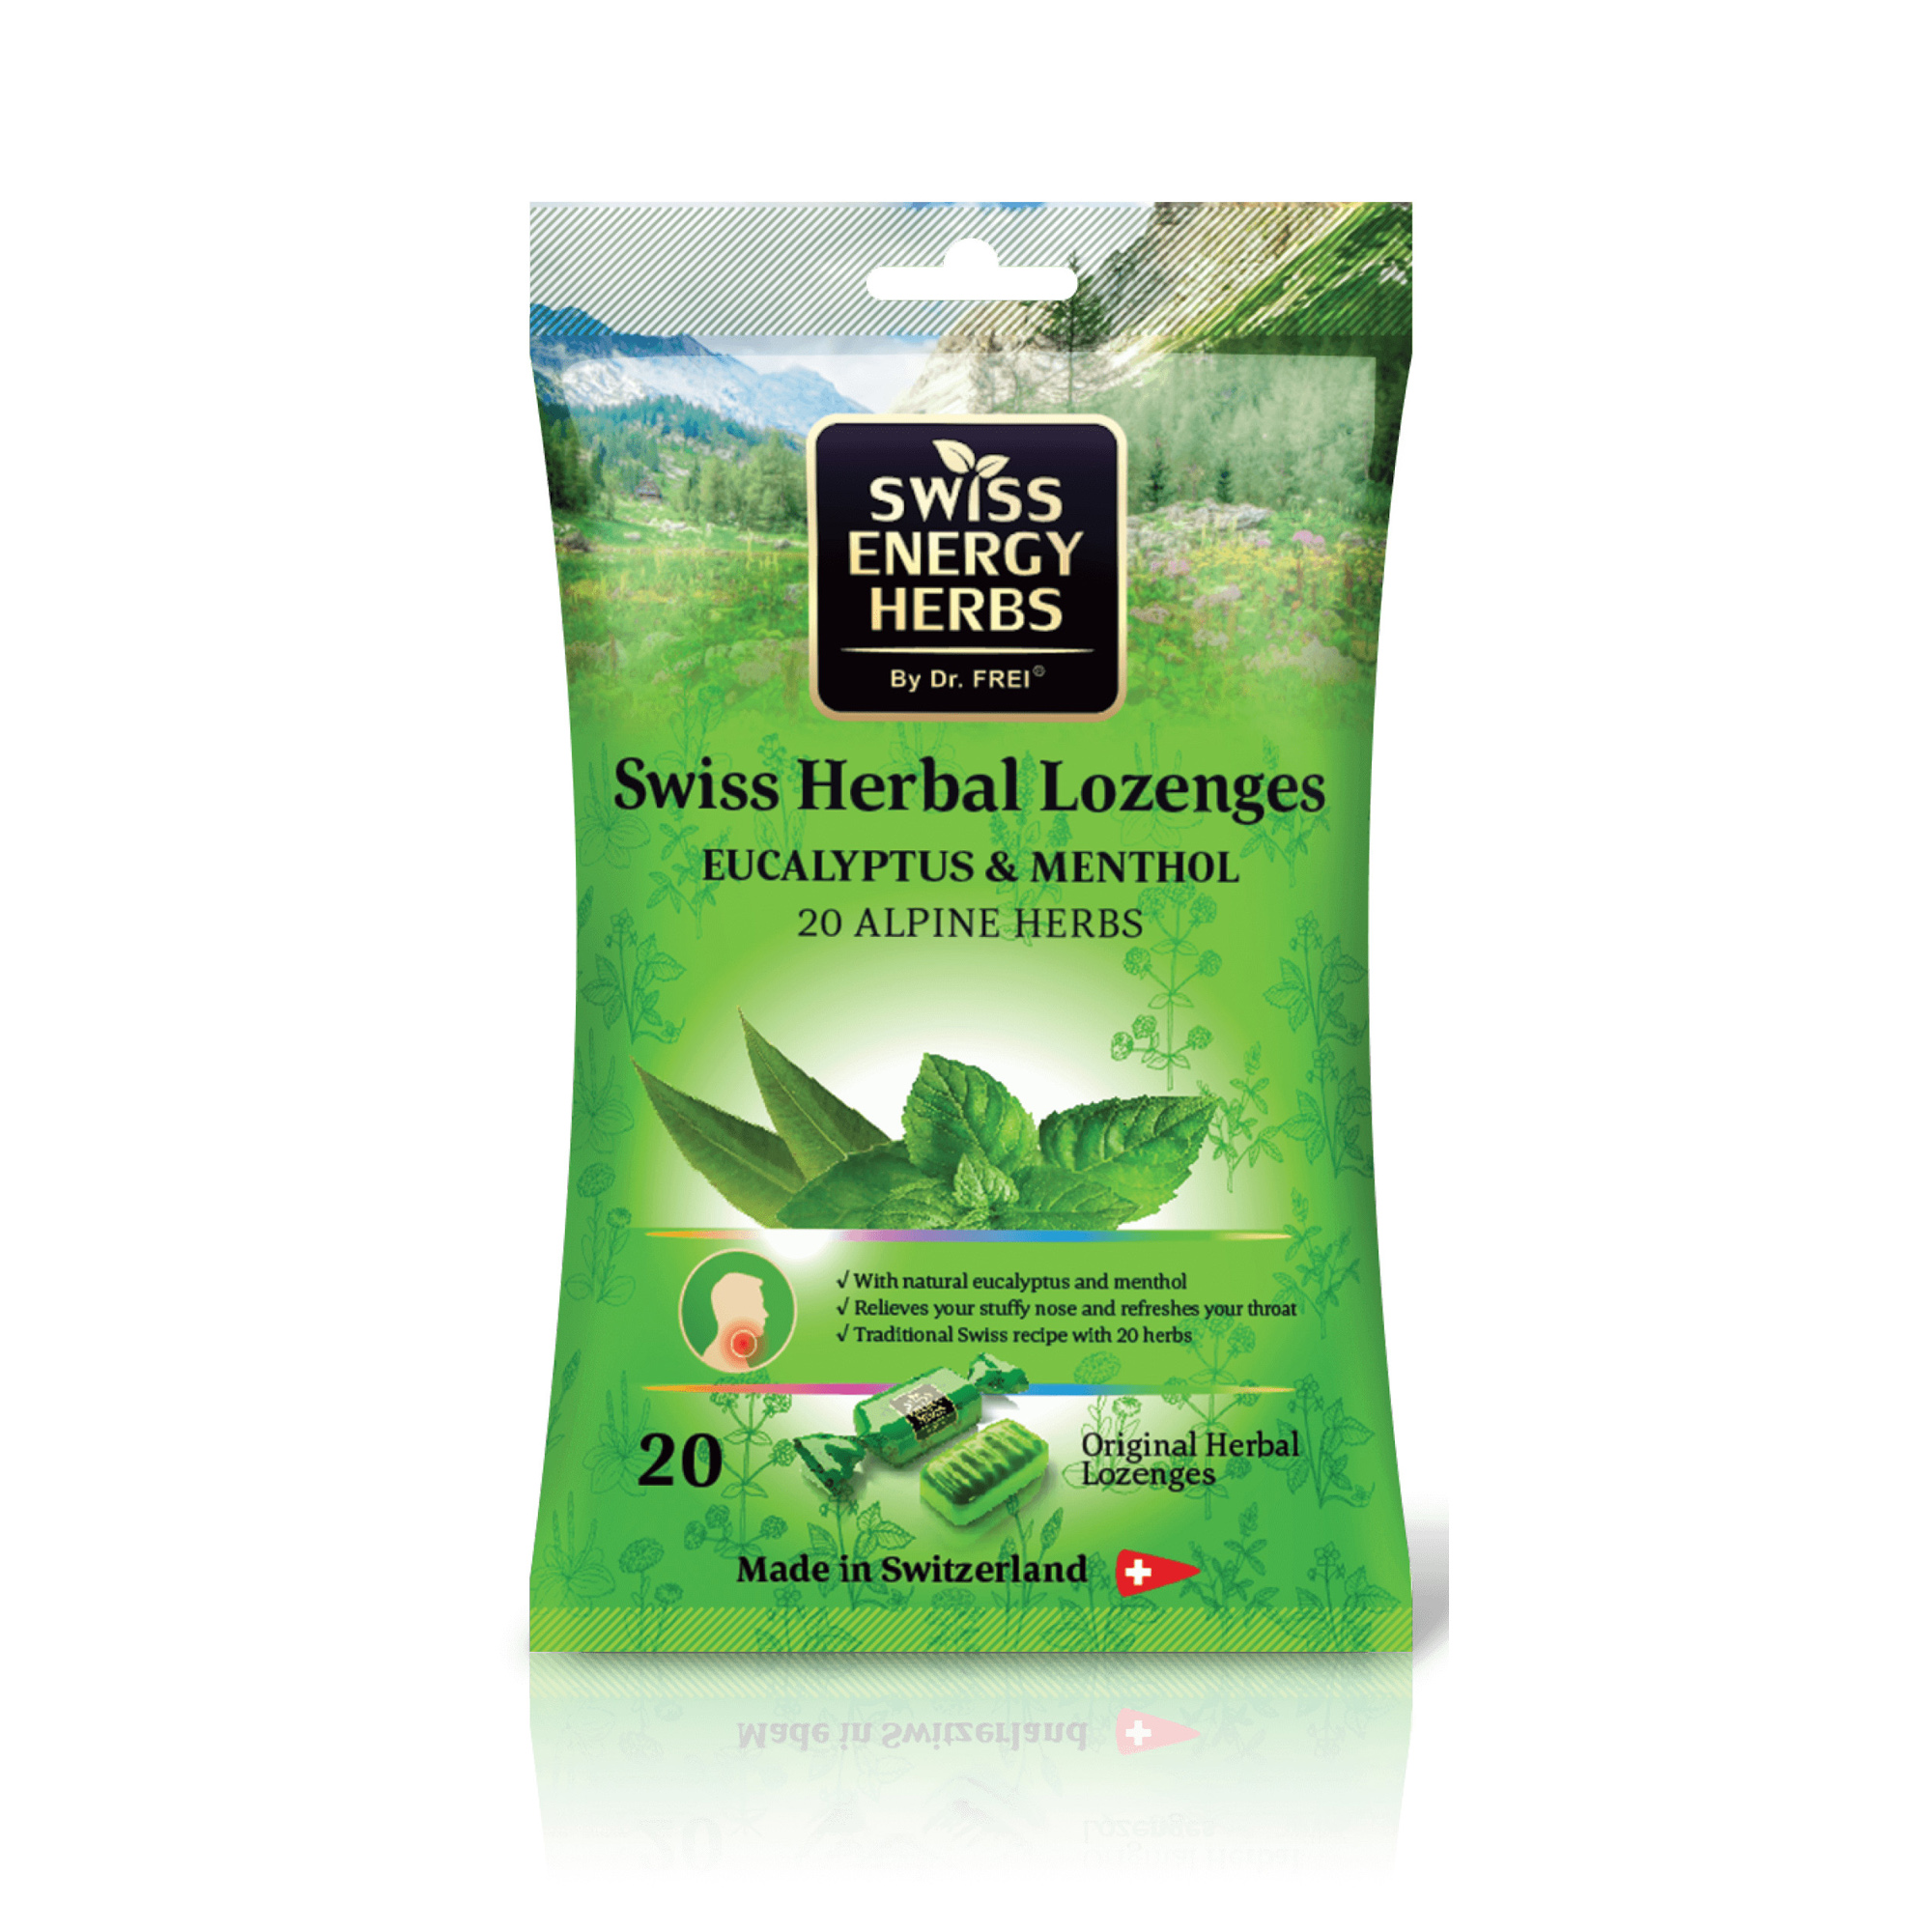 SWISS
ENERGY
HERBS
By Dr. FREI®
Swiss Herbal Lozenges
EUCALYPTUS & MENTHOL
20 ALPINE HERBS
√ With natural eucalyptus and menthol
√ Relieves your stuffy nose and refreshes your throat
√ Traditional Swiss recipe with 20 herbs
20
Original Herbal
Lozenges
Made in Switzerland